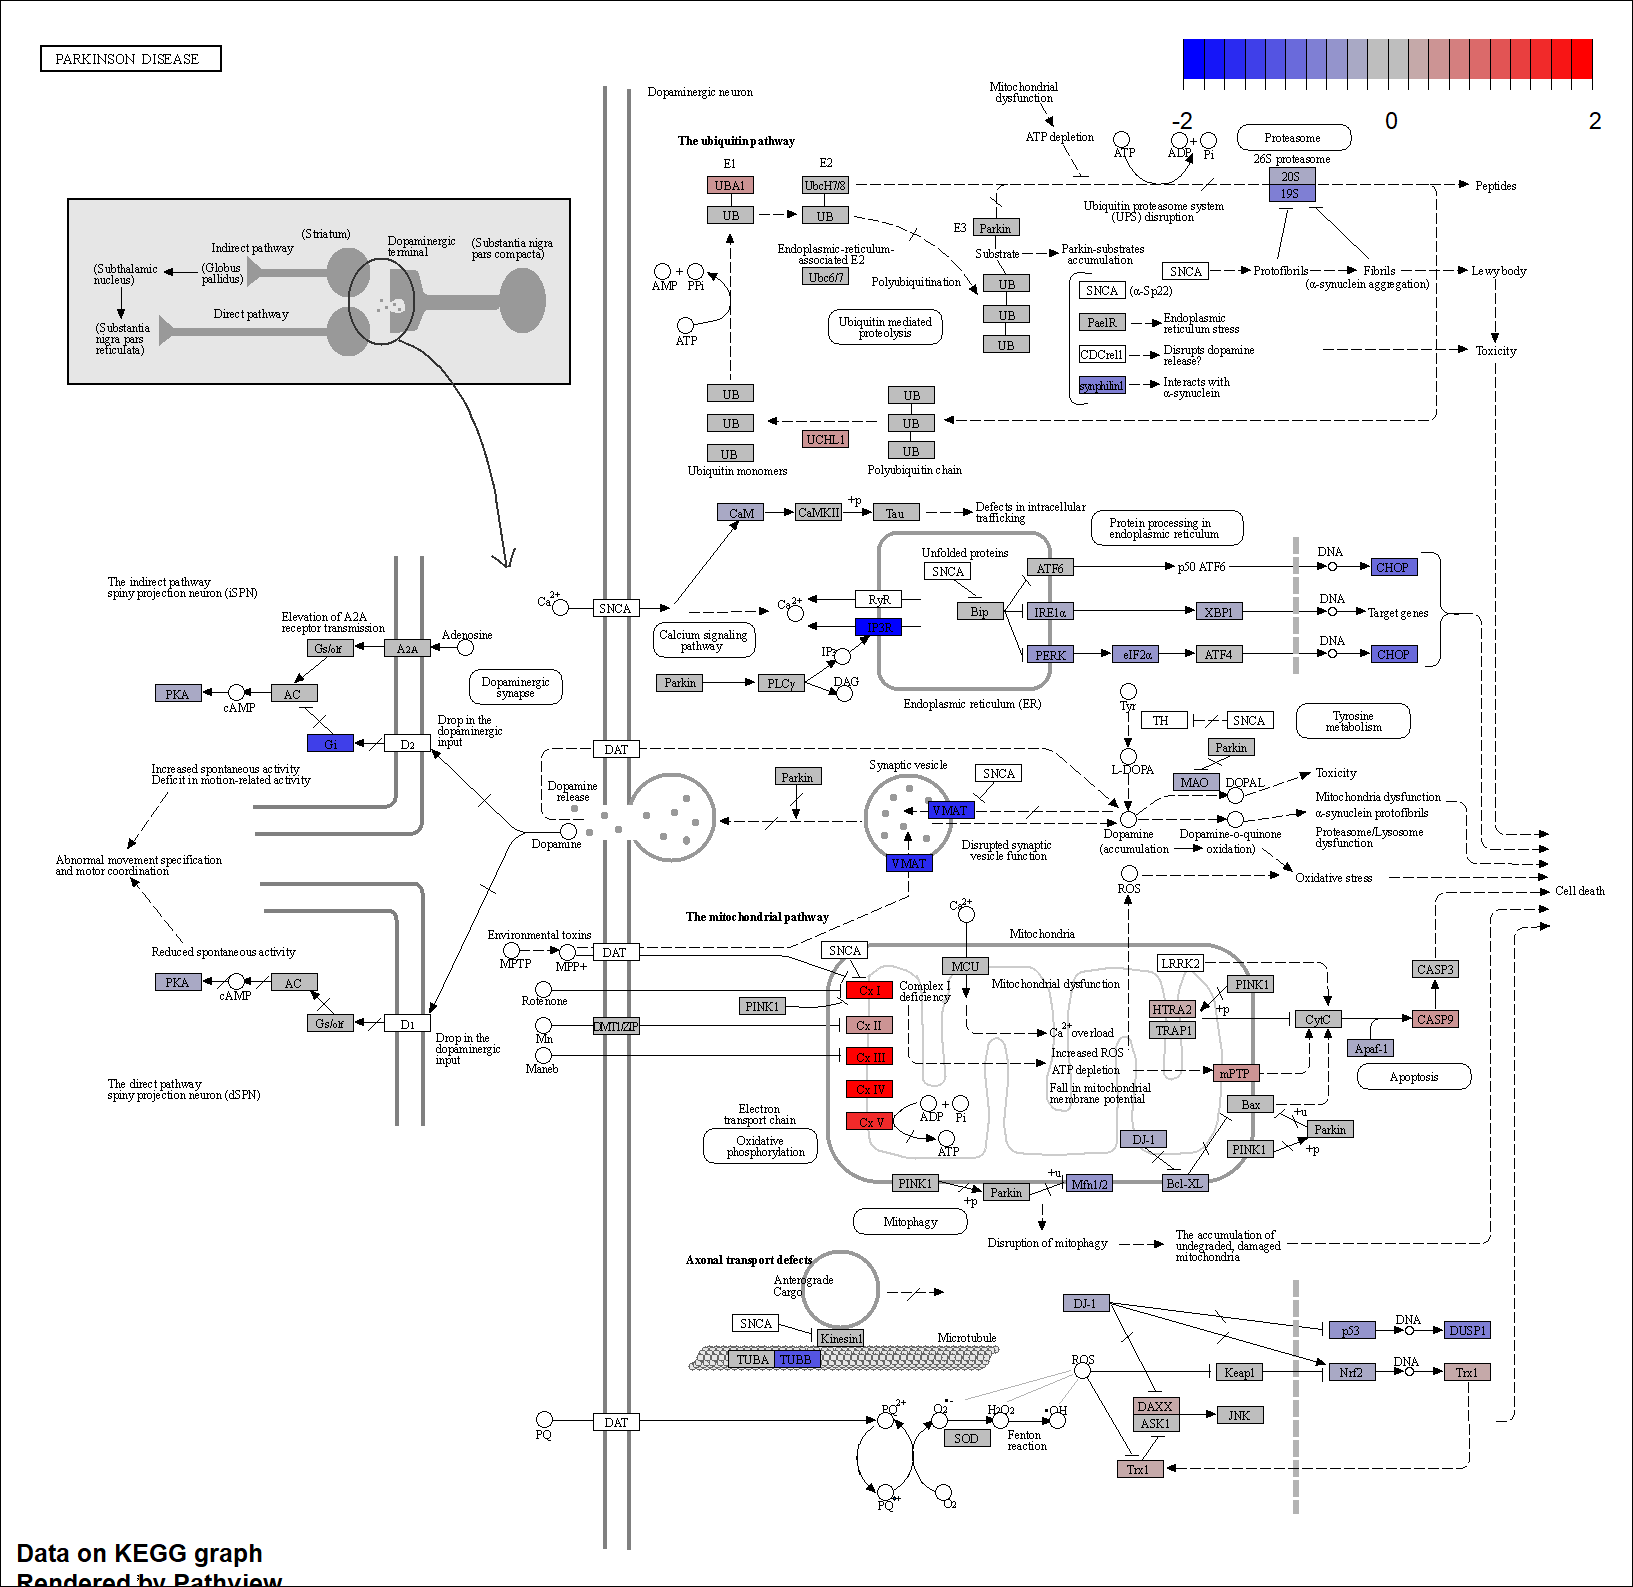 PARKINSON DISEASE
-2
0
2
Dopaminergic neuron
Mitochondrial
dysfunction
ATP depletion
ATP
ADP
+
Pi
Proteasome
26S proteasome
20S
19S
The ubiquitin pathway
E1
E2
UBA1
UbcH7/8
UB
UB
Peptides
Ubiquitin proteasome system
(UPS) disruption
E3
Parkin
Endoplasmic-reticulum-
associated E2
Ubc6/7
Substrate
Parkin-substrates
accumulation
AMP
+
PPi
ATP
Polyubiquitination
UB
UB
UB
SNCA
Protofibrils
Fibrils
(α-synuclein aggregation)
Lewy body
SNCA
(α-Sp22)
PaelR
Endoplasmic
reticulum stress
CDCrel1
Disrupts dopamine
release?
synphilin1
Interacts with
α-synuclein
Toxicity
Ubiquitin mediated
proteolysis
UB
UB
UB
UCHL1
UB
UB
UB
Ubiquitin monomers
Polyubiquitin chain
(Striatum)
Indirect pathway
Dopaminergic
terminal
(Substantia nigra
pars compacta)
(Subthalamic
nucleus)
(Globus
pallidus)
Direct pathway
(Substantia
nigra pars
reticulata)
CaM
CaMKII
+p
Tau
Defects in intracellular
trafficking
Protein processing in
endoplasmic reticulum
Unfolded proteins
SNCA
ATF6
p50 ATF6
DNA
CHOP
Ca2+
SNCA
Ca2+
RyR
Bip
IRE1α
XBP1
DNA
Target genes
Calcium signaling
pathway
IP3
PERK
eIF2α
ATF4
DNA
CHOP
Parkin
PLCγ
DAG
Endoplasmic reticulum (ER)
The indirect pathway
spiny projection neuron (iSPN)
Elevation of A2A
receptor transmission
Gs/olf
A2A
Adenosine
PKA
cAMP
AC
Dopaminergic
synapse
Gi
D2
Drop in the
dopaminergic
input
Increased spontaneous activity
Deficit in motion-related activity
Tyr
TH
SNCA
Tyrosine
metabolism
DAT
Parkin
L-DOPA
MAO
DOPAL
Toxicity
Dopamine
release
Parkin
Synaptic vesicle
SNCA
VMAT
Mitochondria dysfunction
α-synuclein protofibrils
Dopamine
(accumulation
Dopamine-o-quinone
oxidation)
Proteasome/Lysosome
dysfunction
Dopamine
Disrupted synaptic
vesicle function
VMAT
Abnormal movement specification
and motor coordination
ROS
Oxidative stress
Cell death
The mitochondrial pathway
Ca2+
Environmental toxins
MPTP
MPP+
DAT
SNCA
Mitochondria
Reduced spontaneous activity
PKA
cAMP
AC
MCU
LRRK2
CASP3
Rotenone
PINK1
Cx I
Complex I
deficiency
Mitochondrial dysfunction
PINK1
HTRA2
+p
Gs/olf
D1
Mn
DMT1/ZIP
Cx II
Ca2+ overload
TRAP1
CytC
CASP9
Drop in the
dopaminergic
input
Maneb
Cx III
Increased ROS
Apaf-1
ATP depletion
mPTP
Apoptosis
The direct pathway
spiny projection neuron (dSPN)
Cx IV
Fall in mitochondrial
membrane potential
Electron
transport chain
Cx V
ADP
+
Pi
Bax
+u
Parkin
Oxidative
phosphorylation
ATP
DJ-1
PINK1
+p
PINK1
+p
Parkin
+u
Mfn1/2
Bcl-XL
Mitophagy
Disruption of mitophagy
The accumulation of
undegraded, damaged
mitochondria
Axonal transport defects
Anterograde
Cargo
DJ-1
SNCA
Kinesin1
Microtubule
p53
DNA
DUSP1
TUBA
TUBB
ROS
Keap1
Nrf2
DNA
Trx1
PQ
DAT
PQ2+
O2•-
H2O2
•OH
DAXX
ASK1
JNK
SOD
Fenton
reaction
Trx1
PQ•+
O2
Data on KEGG graph
Rendered by Pathview